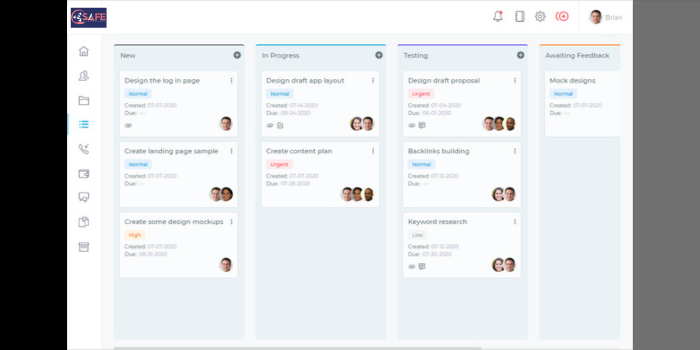 SAFE
Brian
New
Design the log in page
Normal
Created: 07-07-2020
Due: ---
Create landing page sample
Normal
Created: 07-07-2020
Due: ---
Create some design mockups
High
Created: 07-07-2020
Due: 08-31-2020
In Progress
Design draft app layout
Normal
Created: 07-14-2020
Due: 08-24-2020
Create content plan
Urgent
Created: 07-07-2020
Due: 07-28-2020
Testing
Design draft proposal
Urgent
Created: 07-04-2020
Due: 08-01-2020
Backlinks building
Normal
Created: 07-12-2020
Due: ---
Keyword research
Low
Created: 07-12-2020
Due: 07-30-2020
Awaiting Feedback
Mock designs
Normal
Created: 07-07-2020
Due: ---